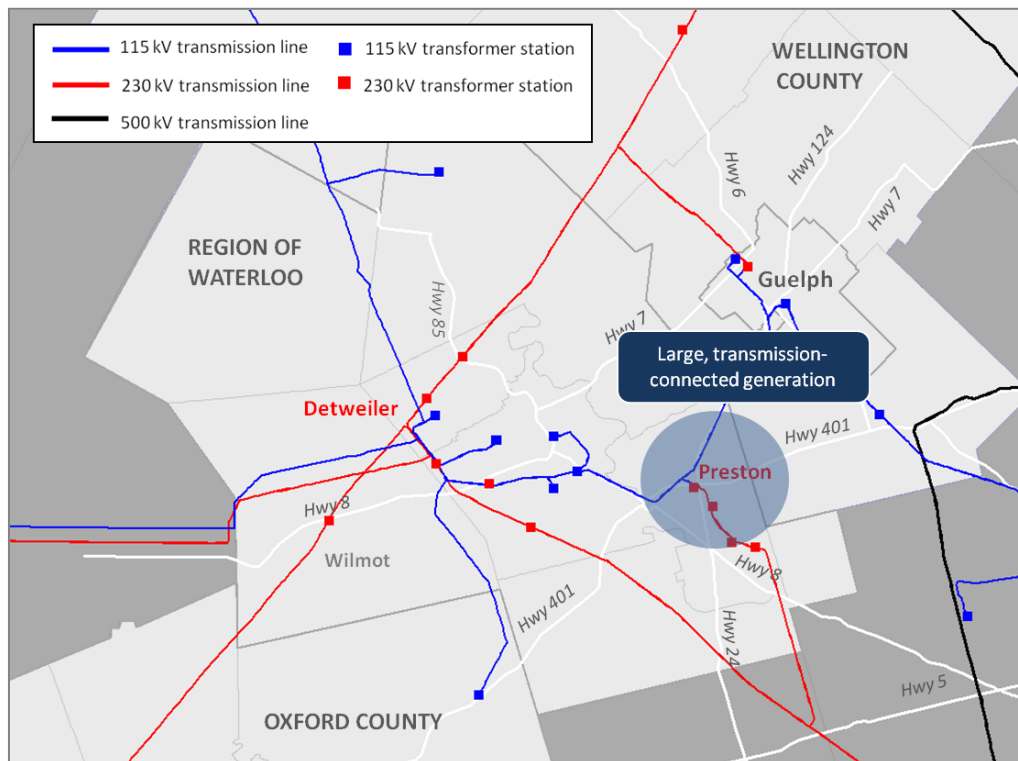 115 kV transmission line
115 kV transformer station
230 kV transmission line
230 kV transformer station
500 kV transmission line
WELLINGTON
COUNTY
Hwy 124
Hwy 6
Hwy 7
REGION OF
WATERLOO
Guelph
Hwy 85
Hwy 7
Large, transmission-
connected generation
Detweiler
Hwy 401
Preston
Hwy 8
Wilmot
Hwy 8
Hwy 401
Hwy 24
Hwy 5
OXFORD COUNTY